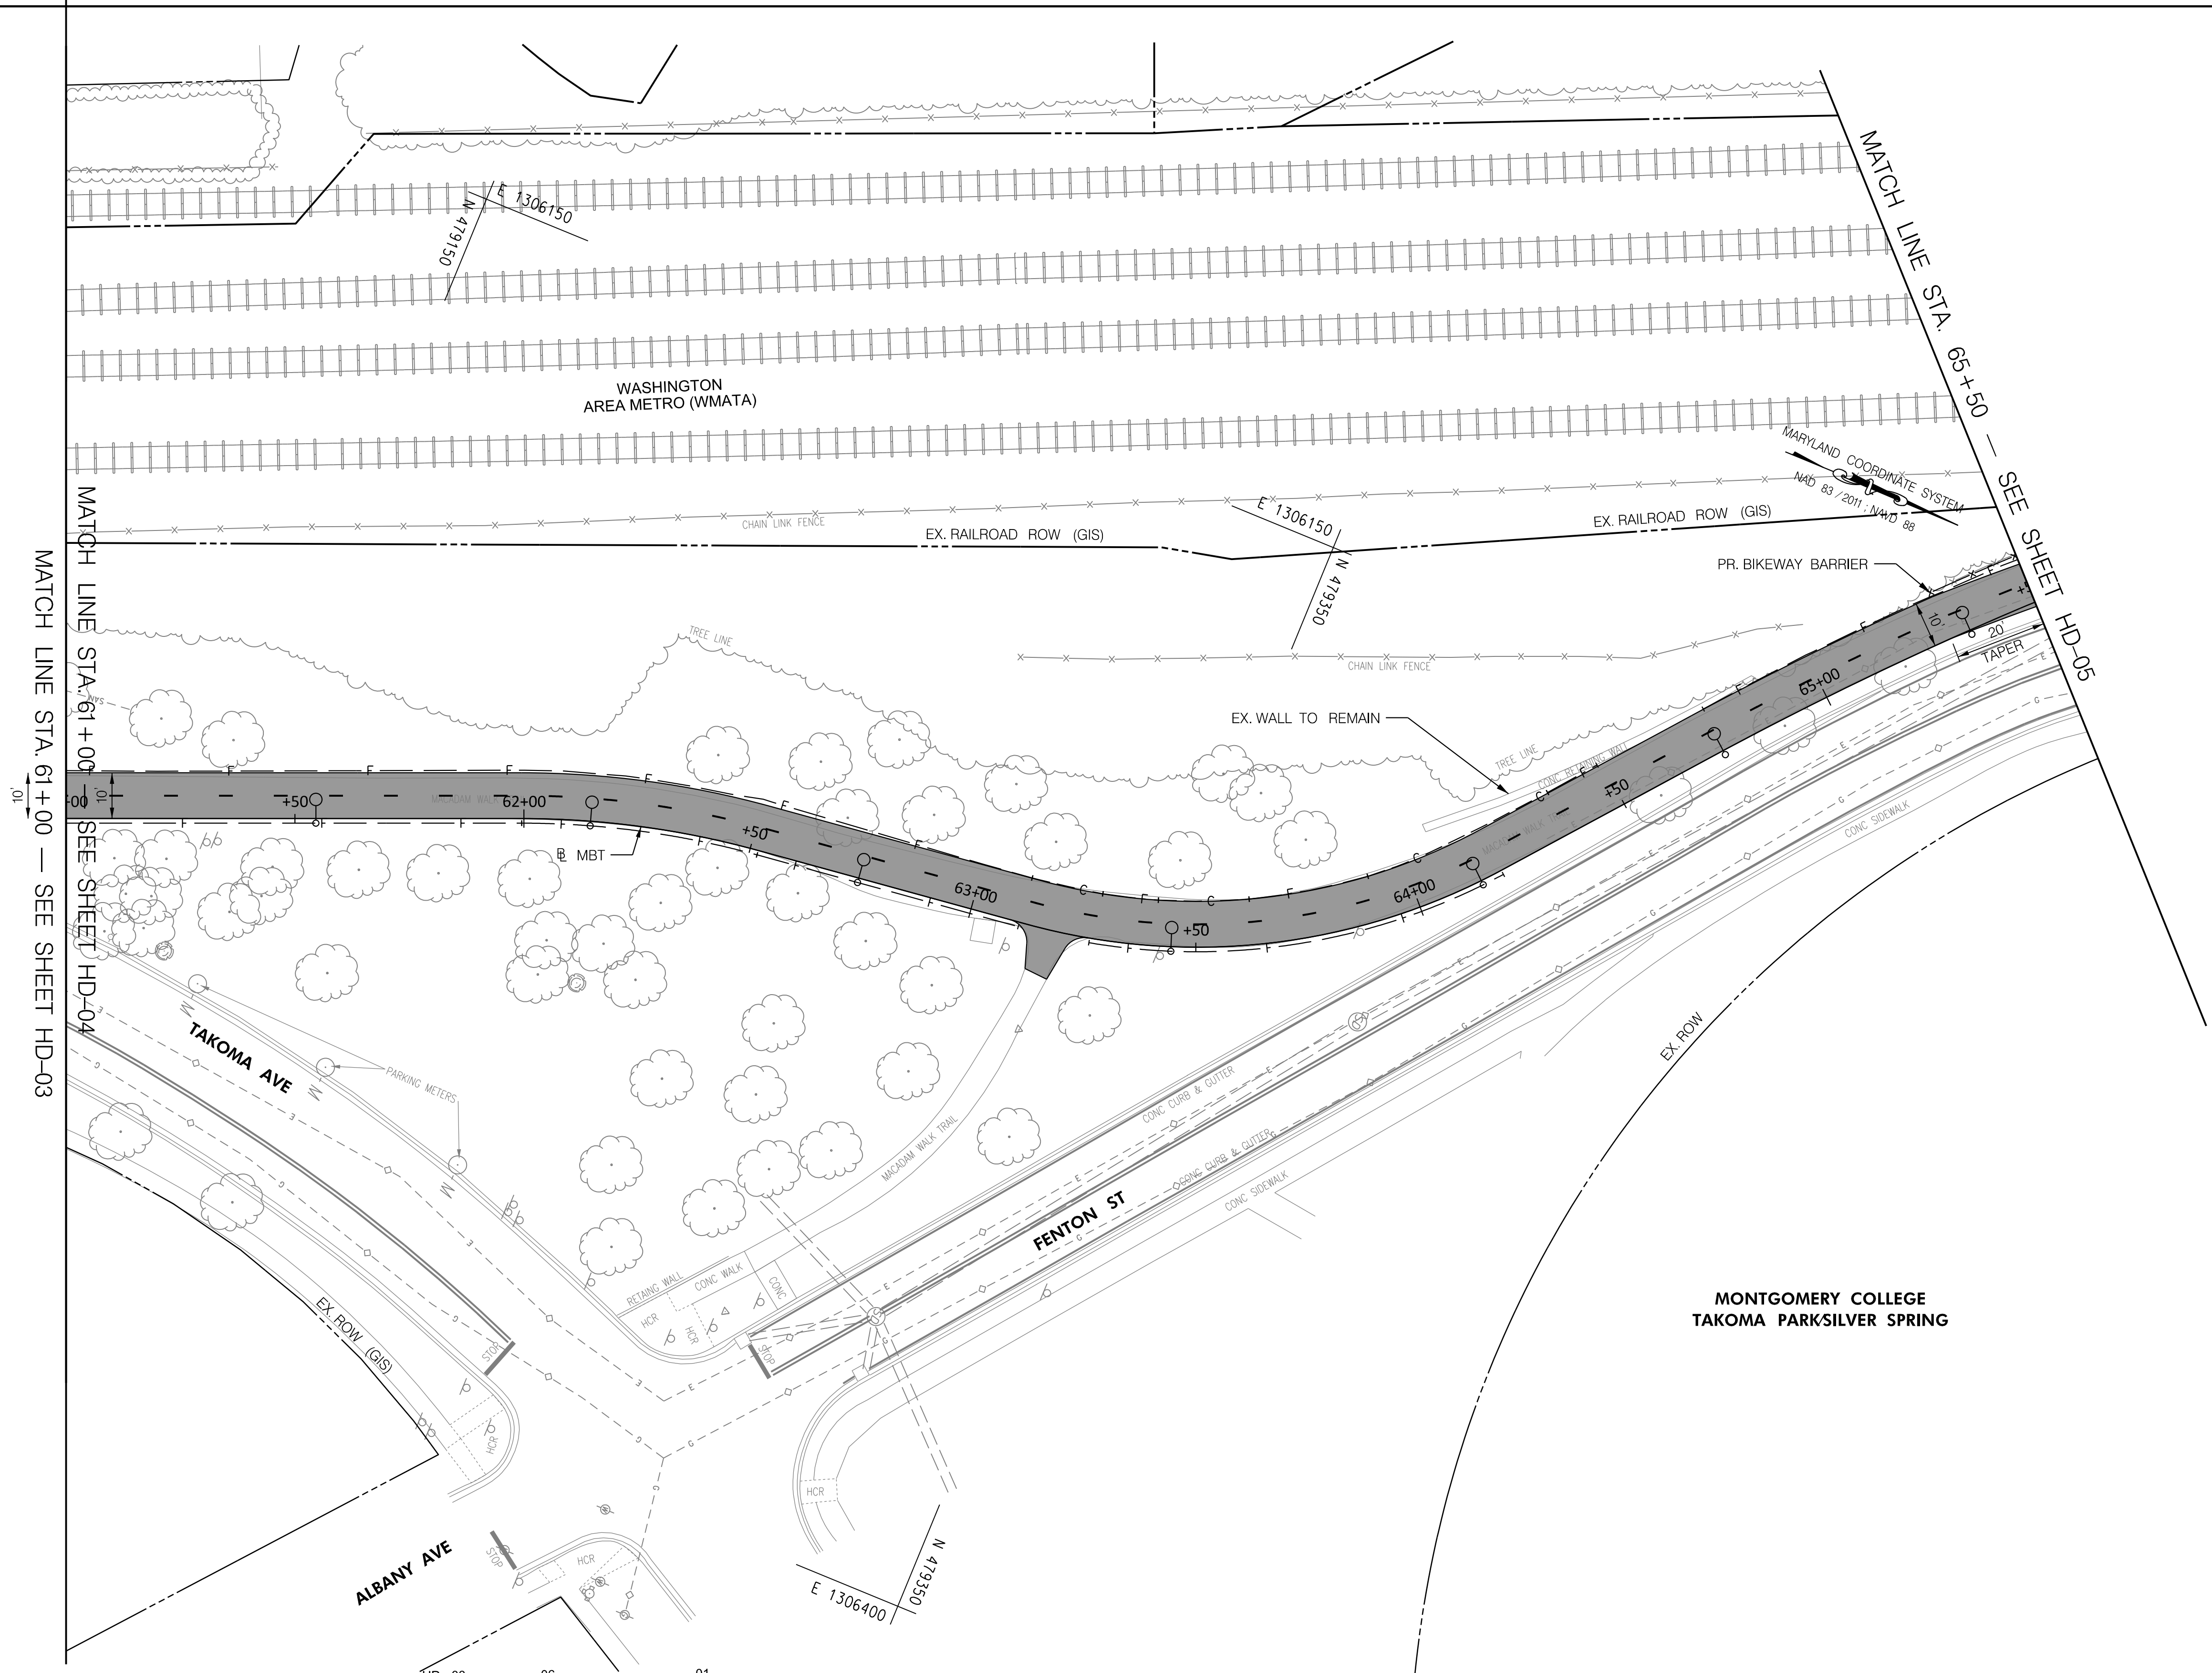 E 1306150
N 479150
WASHINGTON
AREA METRO (WMATA)
MATCH LINE STA. 65+50 — SEE SHEET HD-05
MARYLAND COORDINATE SYSTEM
NAD 83 / 2011 ; NAVD 88
CHAIN LINK FENCE
EX. RAILROAD ROW (GIS)
E 1306150
N 479350
EX. RAILROAD ROW (GIS)
PR. BIKEWAY BARRIER
MATCH LINE STA. 61+00 — SEE SHEET HD-03
MATCH LINE STA. 61+00 SEE SHEET HD-04
TREE LINE
CHAIN LINK FENCE
EX. WALL TO REMAIN
TREE LINE
CONC RETAINING WALL
10'
20'
TAPER
SAN
10'
10'
+50
MACADAM WALK
62+00
+50
63+00
+50
64+00
MACADAM WALK
+50
65+00
MBT
CONC SIDEWALK
TAKOMA AVE
PARKING METERS
EX. ROW
CONC CURB & GUTTER
CONC CURB & GUTTER
MACADAM WALK TRAIL
CONC SIDEWALK
FENTON ST
RETAING WALL
CONC WALK
CONC
HCR
HCR
STOP
EX. ROW (GIS)
STOP
HCR
MONTGOMERY COLLEGE
TAKOMA PARK/SILVER SPRING
HCR
ALBANY AVE
STOP
HCR
E 1306400
N 479350